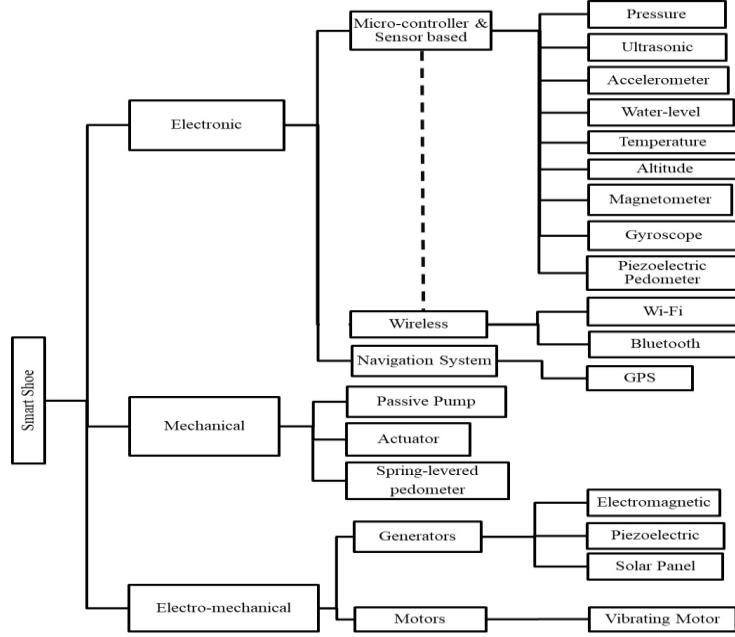 Smart Shoe
Electronic
Micro-controller &
Sensor based
Pressure
Ultrasonic
Accelerometer
Water-level
Temperature
Altitude
Magnetometer
Gyroscope
Piezoelectric
Pedometer
Wireless
Wi-Fi
Bluetooth
Navigation System
GPS
Mechanical
Passive Pump
Actuator
Spring-levered
pedometer
Electro-mechanical
Generators
Electromagnetic
Piezoelectric
Solar Panel
Motors
Vibrating Motor